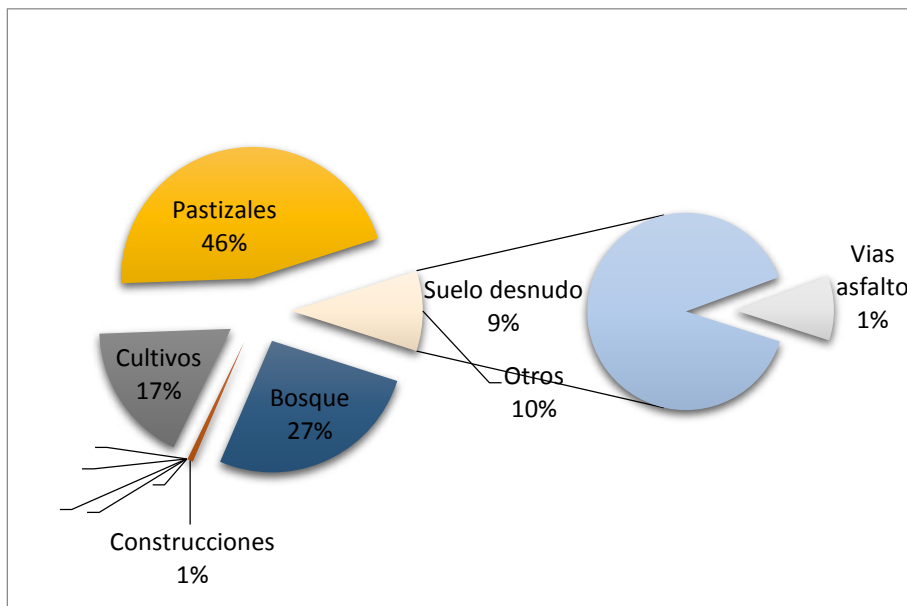 Pastizales
46%
Suelo desnudo
9%
Vias
asfalto
1%
Cultivos
17%
Bosque
27%
Otros
10%
Construcciones
1%